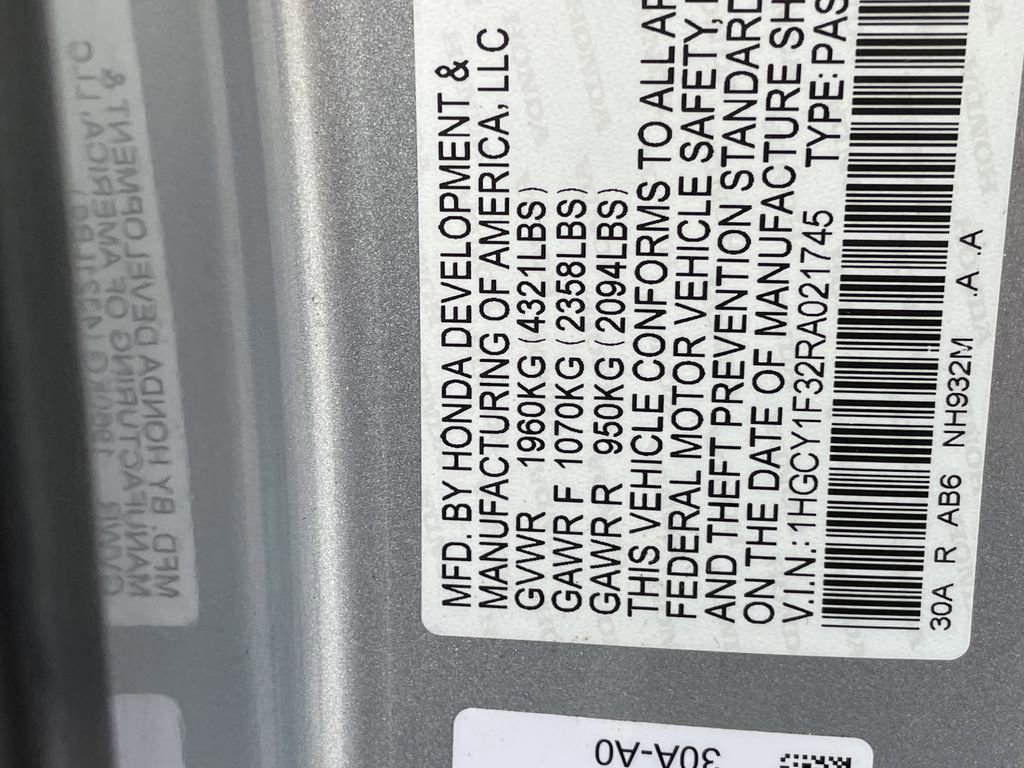 MFD. BY HONDA DEVELOPMENT &
MANUFACTURING OF AMERICA, LLC
GVWR 1960KG (4321LBS)
GAWR F 1070KG (2358LBS)
GAWR R 950KG (2094LBS)
THIS VEHICLE CONFORMS TO ALL AP
FEDERAL MOTOR VEHICLE SAFETY,
AND THEFT PREVENTION STANDARD
ON THE DATE OF MANUFACTURE SH
V.I.N.: 1HGCY1F32RA021745 TYPE: PAS
30A R AB6 NH932M .A .A
30A-A0